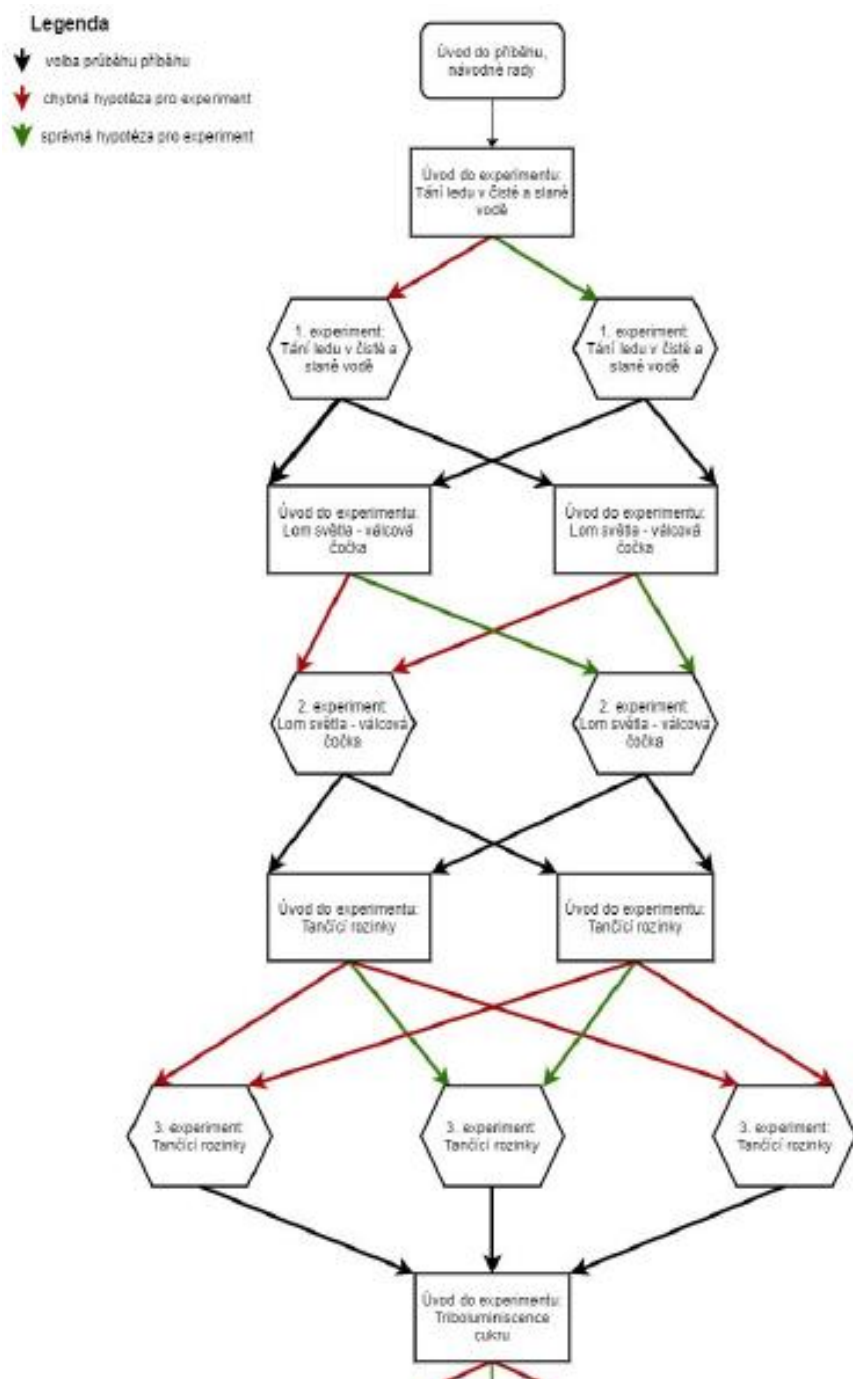 Legenda
volba průběhu příběhu
chybná hypotéza pro experiment
správná hypotéza pro experiment
Úvod do příběhu,
návodné rady
Úvod do experimentu:
Tání ledu v čisté a slané
vodě
1. experiment:
Tání ledu v čisté a
slané vodě
1. experiment:
Tání ledu v čisté a
slané vodě
Úvod do experimentu:
Lom světla - válcová
čočka
Úvod do experimentu:
Lom světla - válcová
čočka
2. experiment:
Lom světla - válcová
čočka
2. experiment:
Lom světla - válcová
čočka
Úvod do experimentu:
Tančící rozinky
Úvod do experimentu:
Tančící rozinky
3. experiment:
Tančící rozinky
3. experiment:
Tančící rozinky
3. experiment:
Tančící rozinky
Úvod do experimentu:
Triboluminiscence
cukru